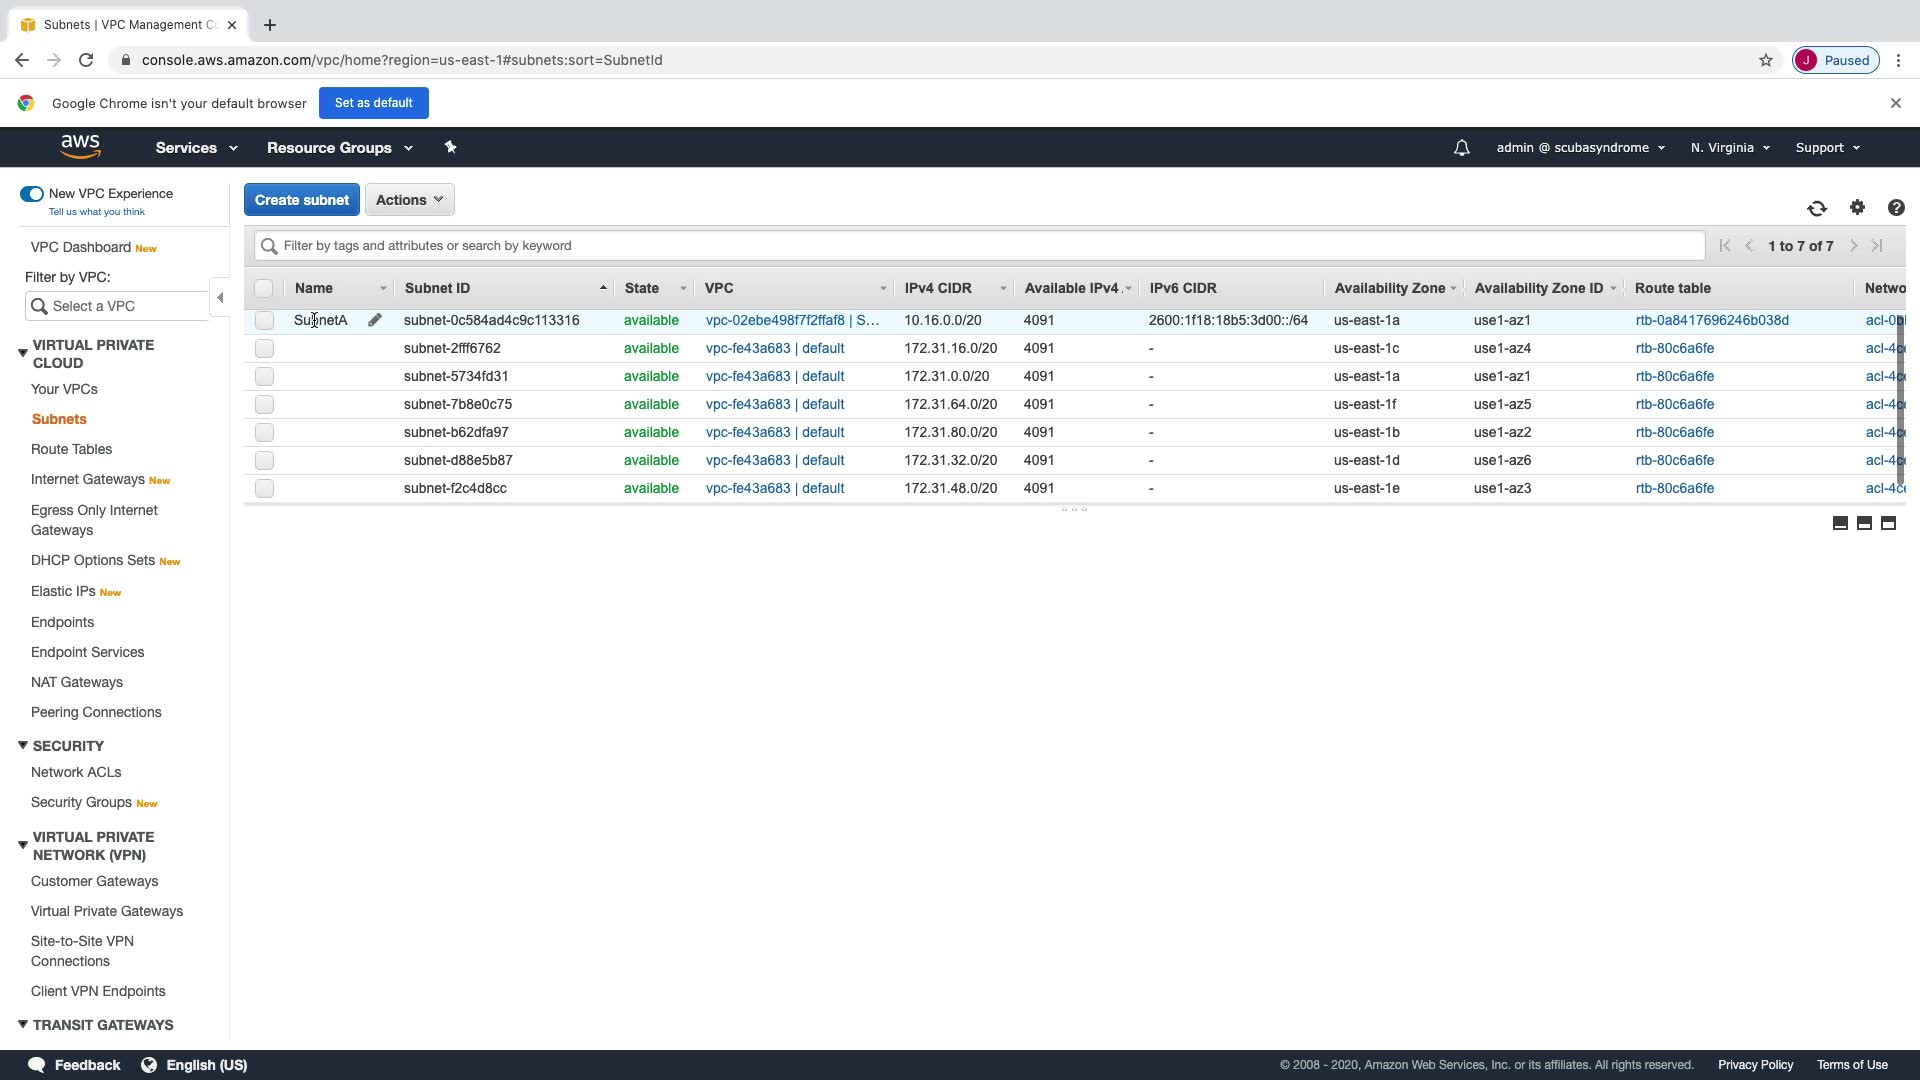 Subnets | VPC Management C
console.aws.amazon.com/vpc/home?region=us-east-1#subnets:sort=SubnetId
J Paused
Google Chrome isn't your default browser Set as default
aws Services Resource Groups admin @ scubasyndrome N. Virginia Support
New VPC Experience
Tell us what you think
VPC Dashboard New
Filter by VPC:
Select a VPC
VIRTUAL PRIVATE
CLOUD
Your VPCs
Subnets
Route Tables
Internet Gateways New
Egress Only Internet
Gateways
DHCP Options Sets New
Elastic IPs New
Endpoints
Endpoint Services
NAT Gateways
Peering Connections
SECURITY
Network ACLs
Security Groups New
VIRTUAL PRIVATE
NETWORK (VPN)
Customer Gateways
Virtual Private Gateways
Site-to-Site VPN
Connections
Client VPN Endpoints
TRANSIT GATEWAYS
Create subnet Actions
Filter by tags and attributes or search by keyword 1 to 7 of 7
Name Subnet ID State VPC IPv4 CIDR Available IPv4 IPv6 CIDR Availability Zone Availability Zone ID Route table Netwo
SubnetA subnet-0c584ad4c9c113316 available vpc-02ebe498f7f2ffaf8 | S... 10.16.0.0/20 4091 2600:1f18:18b5:3d00::/64 us-east-1a use1-az1 rtb-0a8417696246b038d acl-0b
subnet-2fff6762 available vpc-fe43a683 | default 172.31.16.0/20 4091 - us-east-1c use1-az4 rtb-80c6a6fe acl-4ce
subnet-5734fd31 available vpc-fe43a683 | default 172.31.0.0/20 4091 - us-east-1a use1-az1 rtb-80c6a6fe acl-4ce
subnet-7b8e0c75 available vpc-fe43a683 | default 172.31.64.0/20 4091 - us-east-1f use1-az5 rtb-80c6a6fe acl-4ce
subnet-b62dfa97 available vpc-fe43a683 | default 172.31.80.0/20 4091 - us-east-1b use1-az2 rtb-80c6a6fe acl-4ce
subnet-d88e5b87 available vpc-fe43a683 | default 172.31.32.0/20 4091 - us-east-1d use1-az6 rtb-80c6a6fe acl-4ce
subnet-f2c4d8cc available vpc-fe43a683 | default 172.31.48.0/20 4091 - us-east-1e use1-az3 rtb-80c6a6fe acl-4ce
Feedback English (US) © 2008 - 2020, Amazon Web Services, Inc. or its affiliates. All rights reserved. Privacy Policy Terms of Use